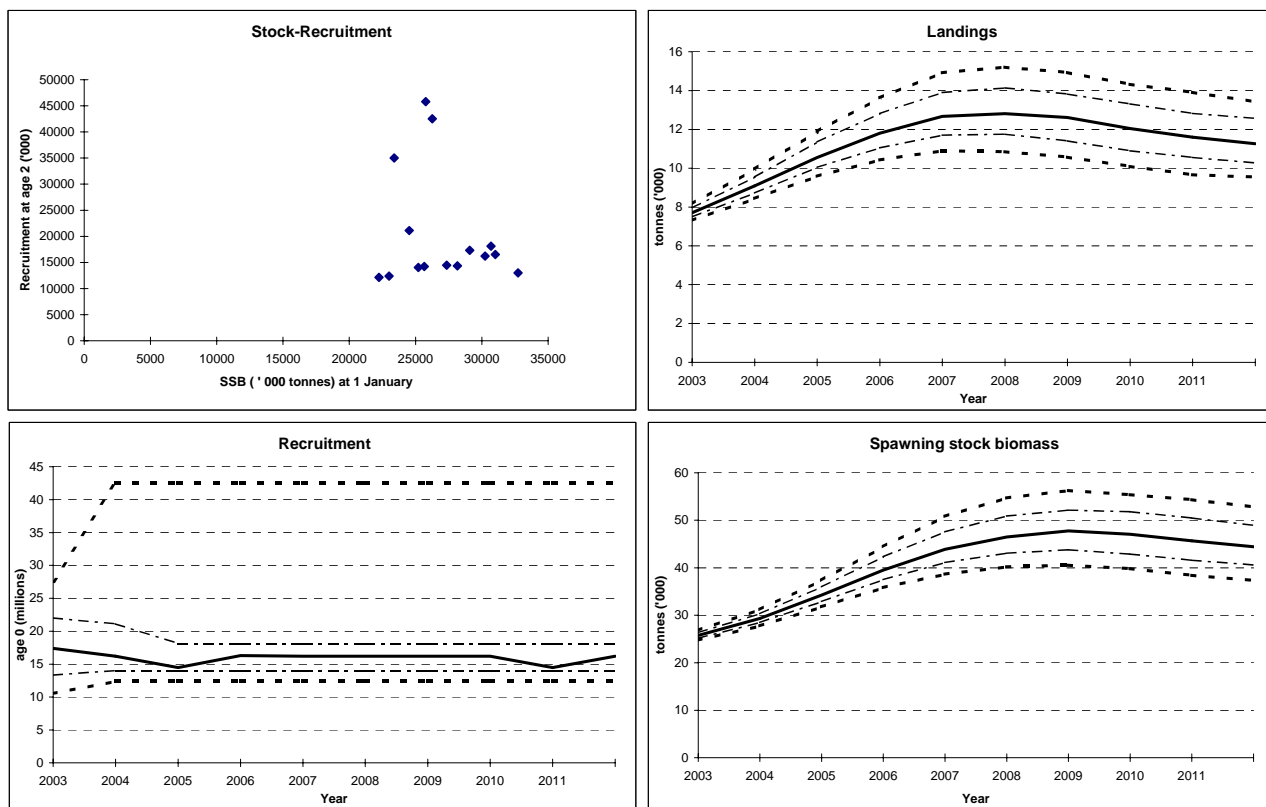 Stock-Recruitment
Recruitment at age 2 ('000)
50000
45000
40000
35000
30000
25000
20000
15000
10000
5000
0
0 5000 10000 15000 20000 25000 30000 35000
SSB ( ' 000 tonnes) at 1 January
Landings
tonnes ('000)
16
14
12
10
8
6
4
2
0
2003 2004 2005 2006 2007 2008 2009 2010 2011
Year
Recruitment
age 0 (millions)
45
40
35
30
25
20
15
10
5
0
2003 2004 2005 2006 2007 2008 2009 2010 2011
Year
Spawning stock biomass
tonnes ('000)
60
50
40
30
20
10
0
2003 2004 2005 2006 2007 2008 2009 2010 2011
Year